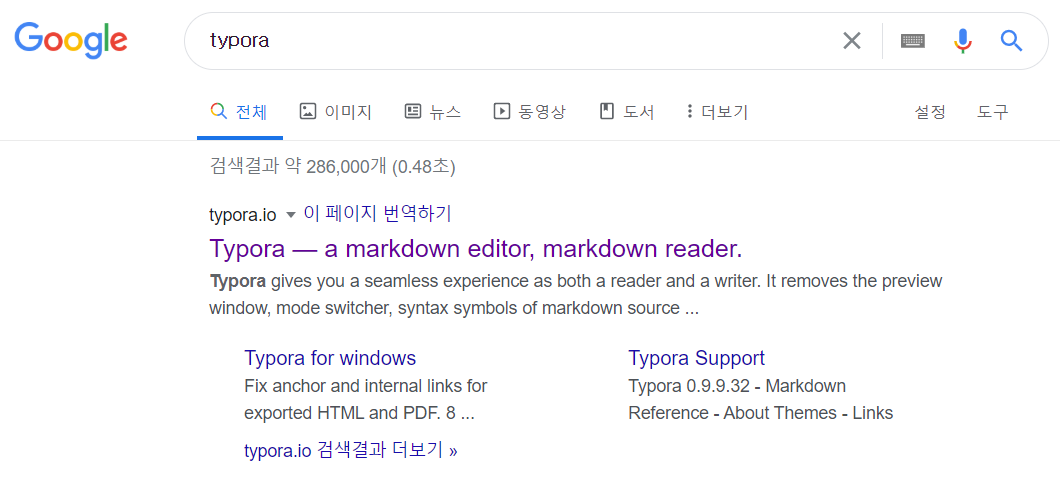 Google
typora
전체 이미지 뉴스 동영상 도서 더보기 설정 도구
검색결과 약 286,000개 (0.48초)
typora.io 이 페이지 번역하기
Typora — a markdown editor, markdown reader.
Typora gives you a seamless experience as both a reader and a writer. It removes the preview
window, mode switcher, syntax symbols of markdown source ...
Typora for windows
Fix anchor and internal links for
exported HTML and PDF. 8 ...
Typora Support
Typora 0.9.9.32 - Markdown
Reference - About Themes - Links
typora.io 검색결과 더보기 »